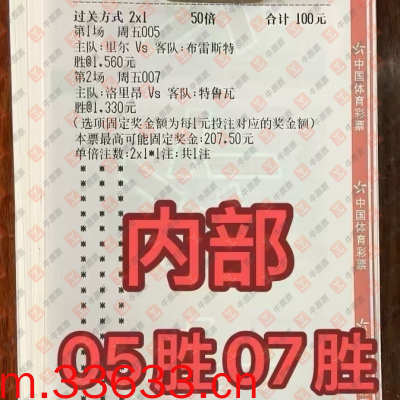 过关方式 2x1 50倍 合计 100元
第1场 周五005
主队:里尔 Vs 客队:布雷斯特
胜@1.560元
第2场 周五007
主队:洛里昂 Vs 客队:特鲁瓦
胜@1.330元
(选项固定奖金额为每1元投注对应的奖金额)
本票最高可能固定奖金:207.50元
单倍注数:2x1*1注:共1注
内部
05胜07胜
m.33633.cn
中国体育彩票
中国体育彩票